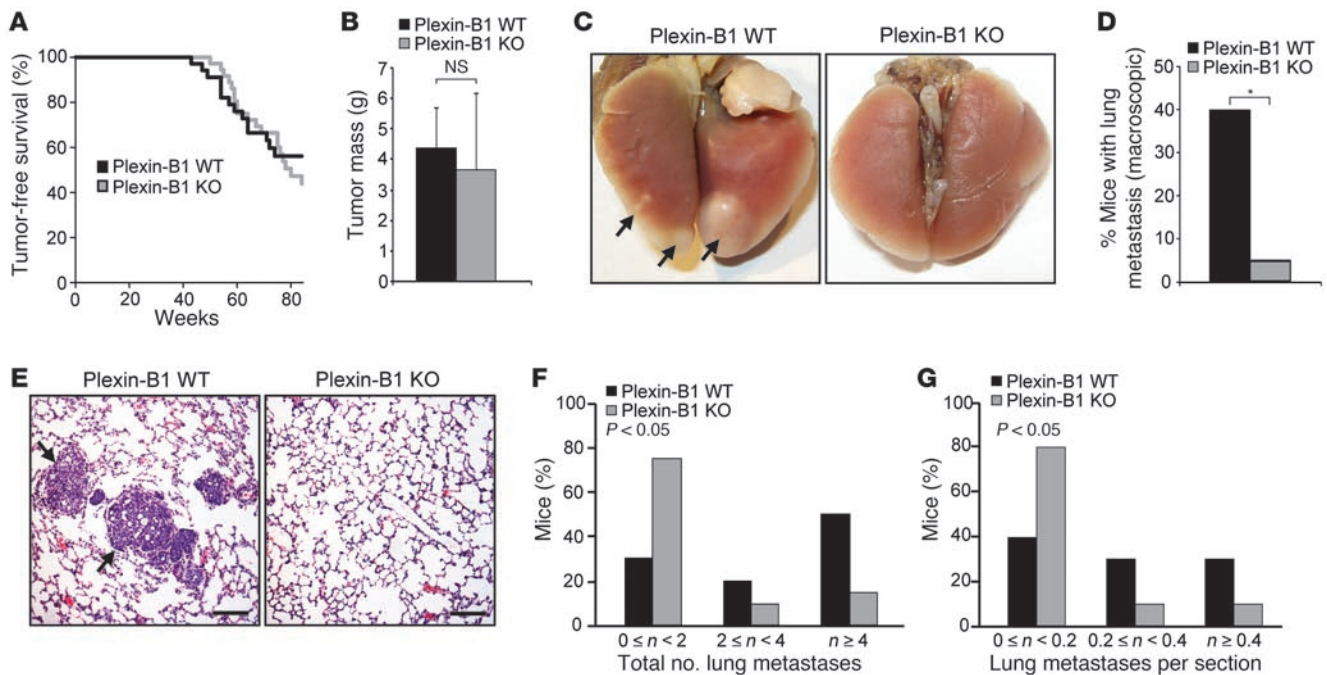 A
Tumor-free survival (%)
100
80
60
40
20
0
Plexin-B1 WT
Plexin-B1 KO
0 20 40 60 80
Weeks
B
Plexin-B1 WT
Plexin-B1 KO
NS
Tumor mass (g)
7
6
5
4
3
2
1
0
C
Plexin-B1 WT
Plexin-B1 KO
D
Plexin-B1 WT
Plexin-B1 KO
% Mice with lung
metastasis (macroscopic)
50
40
30
20
10
0
*
E
Plexin-B1 WT
Plexin-B1 KO
F
Plexin-B1 WT
Plexin-B1 KO
P < 0.05
Mice (%)
100
80
60
40
20
0
0 ≤ n < 2
2 ≤ n < 4
n ≥ 4
Total no. lung metastases
G
Plexin-B1 WT
Plexin-B1 KO
P < 0.05
Mice (%)
100
80
60
40
20
0
0 ≤ n < 0.2
0.2 ≤ n < 0.4
n ≥ 0.4
Lung metastases per section